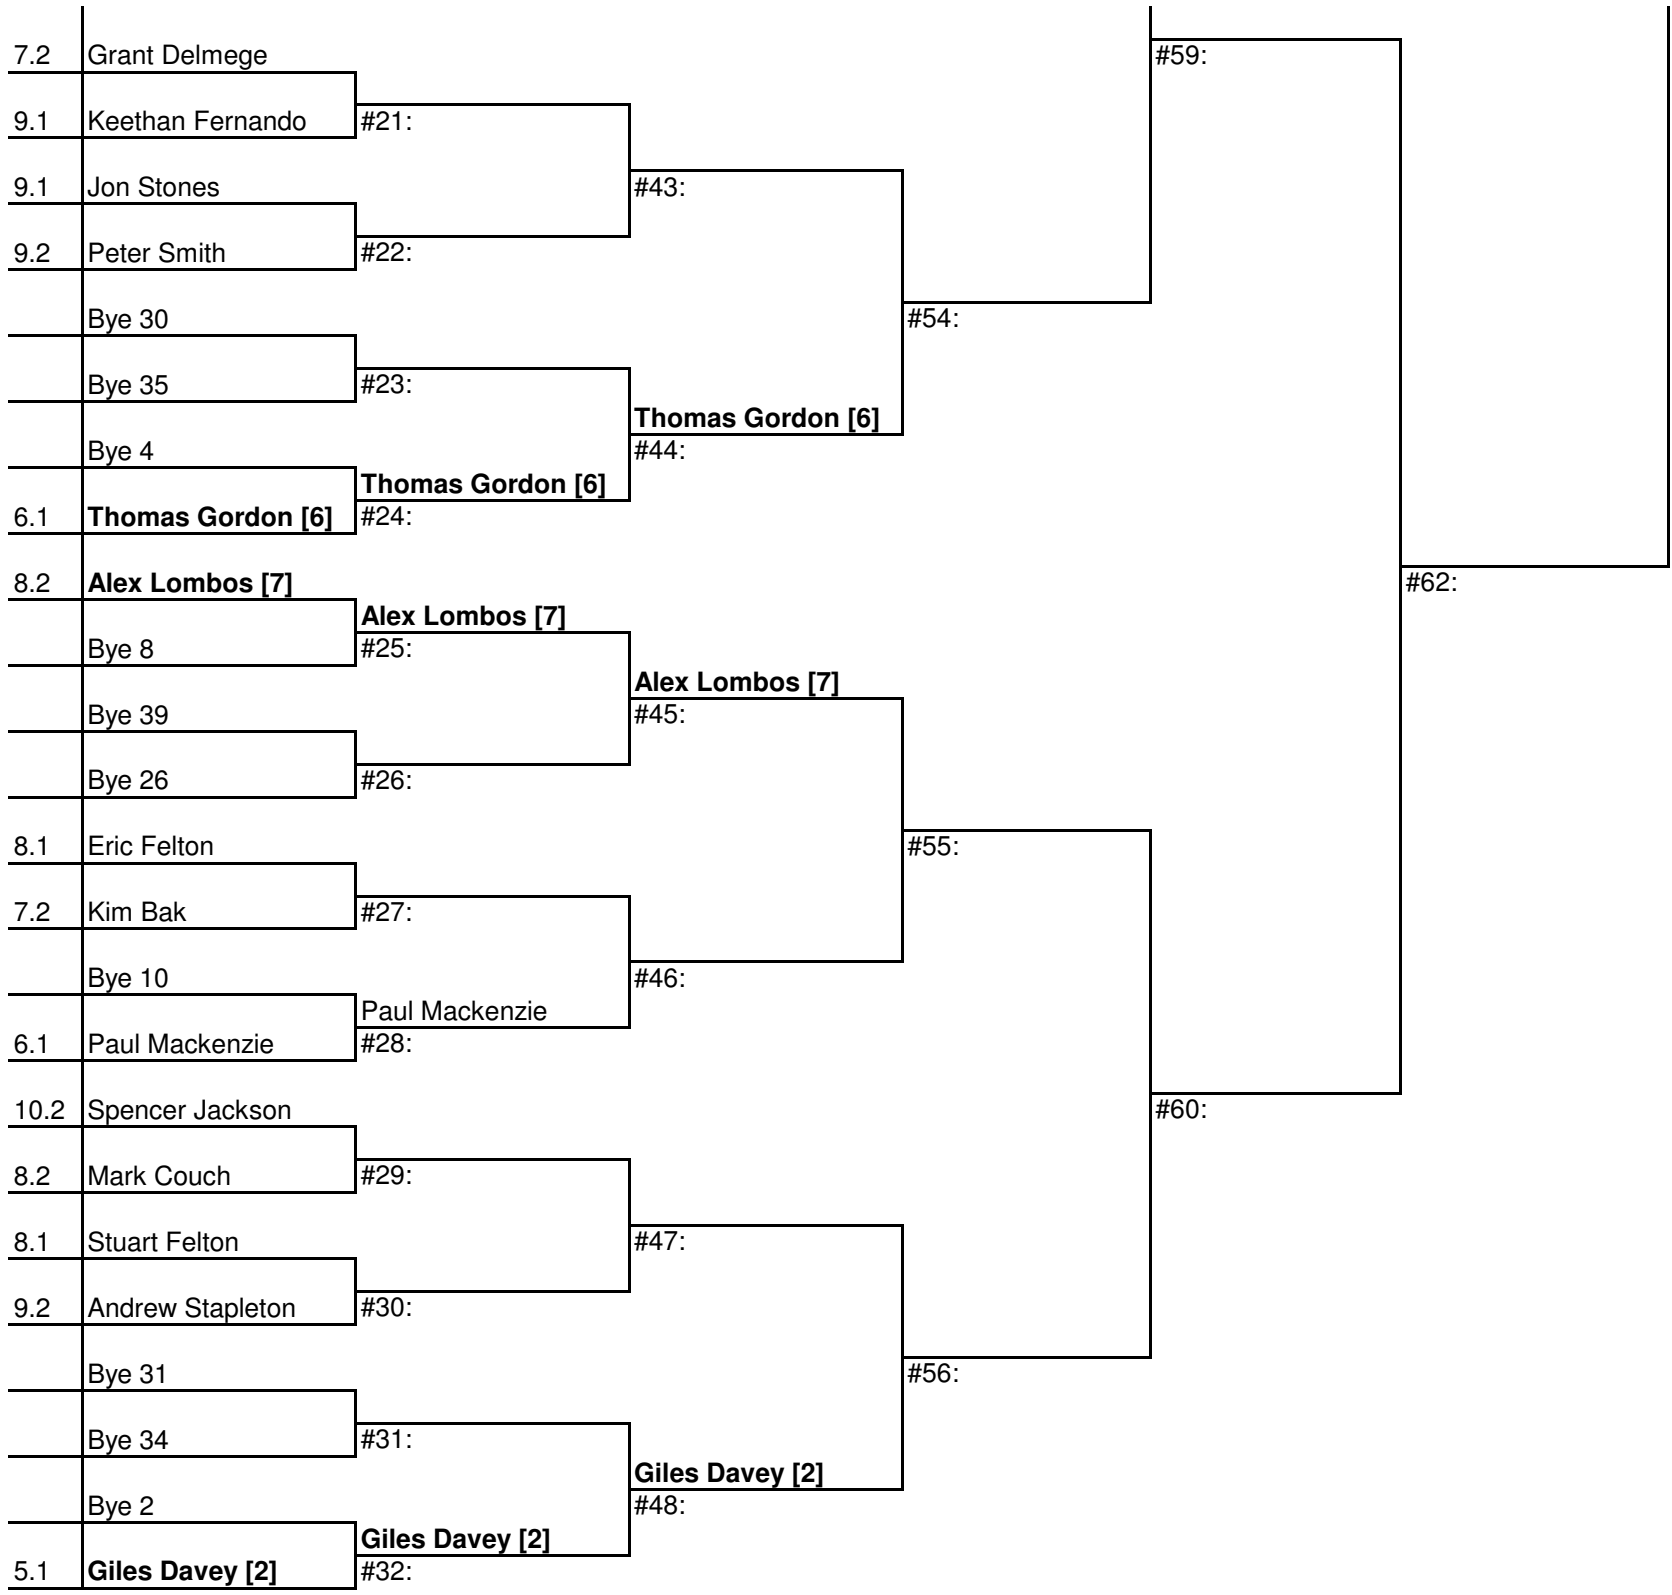 7.2 Grant Delmege #59:
9.1 Keethan Fernando #21:
9.1 Jon Stones #43:
9.2 Peter Smith #22:
Bye 30 #54:
Bye 35 #23:
Thomas Gordon [6]
Bye 4 #44:
Thomas Gordon [6]
6.1 Thomas Gordon [6] #24:
8.2 Alex Lombos [7] #62:
Alex Lombos [7]
Bye 8 #25:
Alex Lombos [7]
Bye 39 #45:
Bye 26 #26:
8.1 Eric Felton #55:
7.2 Kim Bak #27:
Bye 10 #46:
Paul Mackenzie
6.1 Paul Mackenzie #28:
10.2 Spencer Jackson #60:
8.2 Mark Couch #29:
8.1 Stuart Felton #47:
9.2 Andrew Stapleton #30:
Bye 31 #56:
Bye 34 #31:
Giles Davey [2]
Bye 2 #48:
Giles Davey [2]
5.1 Giles Davey [2] #32: